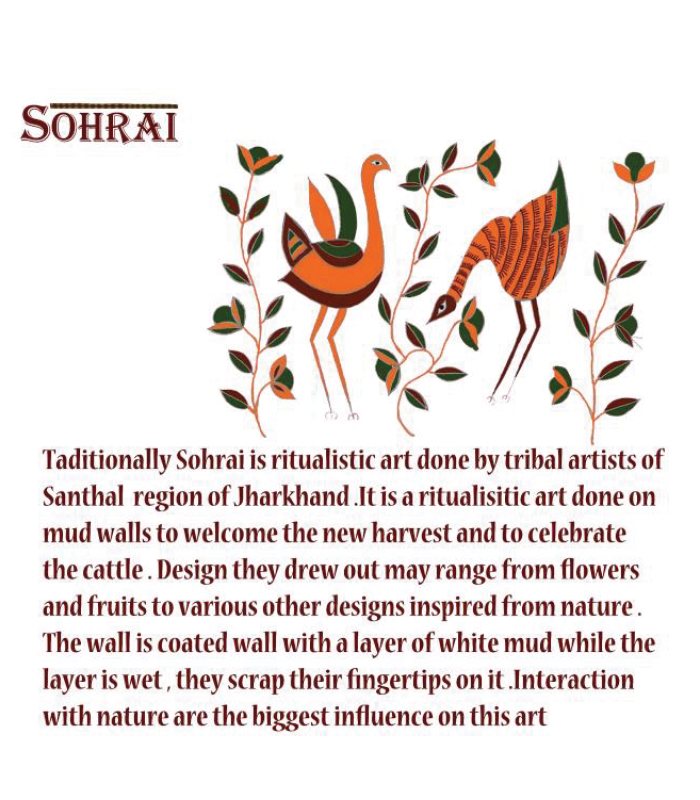 SOHRAI
Taditionally Sohrai is ritualistic art done by tribal artists of
Santhal  region of Jharkhand .It is a ritualisitic art done on
mud walls to welcome the new harvest and to celebrate
the cattle . Design they drew out may range from flowers
and fruits to various other designs inspired from nature .
The wall is coated wall with a layer of white mud while the
layer is wet , they scrap their fingertips on it .Interaction
with nature are the biggest influence on this art